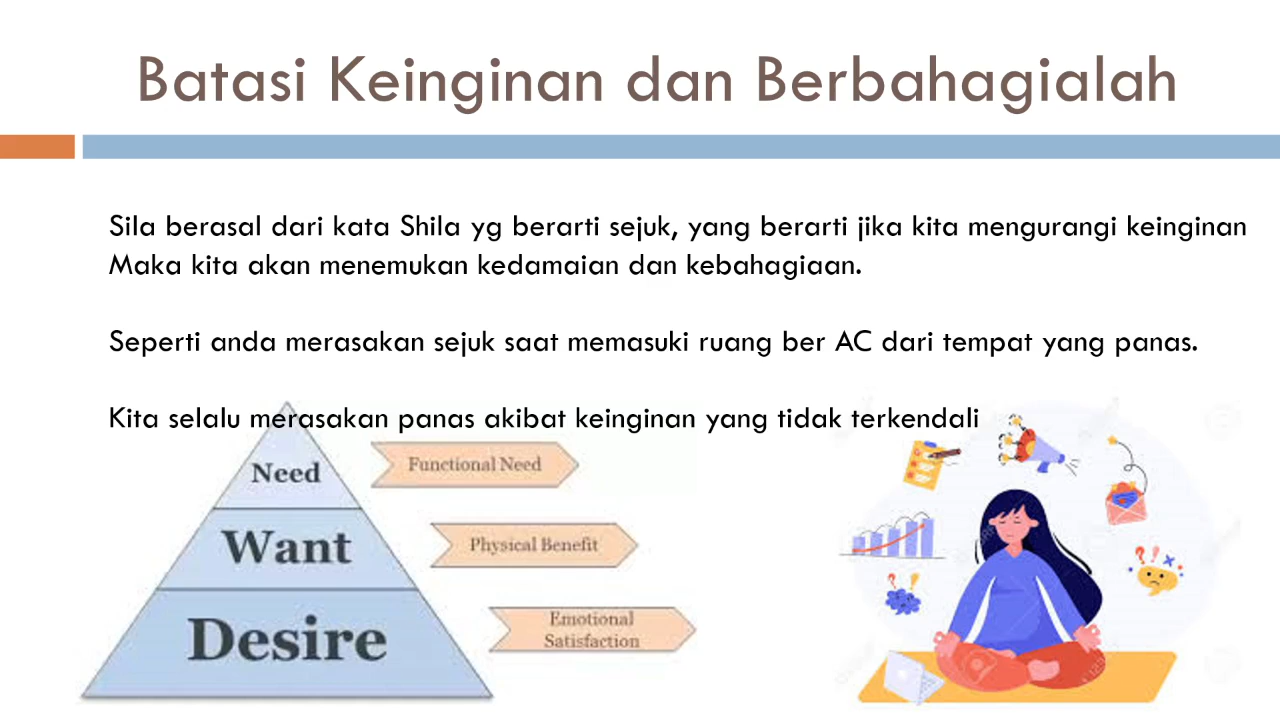 Batasi Keinginan dan Berbahagialah
Sila berasal dari kata Shila yg berarti sejuk, yang berarti jika kita mengurangi keinginan
Maka kita akan menemukan kedamaian dan kebahagiaan.
Seperti anda merasakan sejuk saat memasuki ruang ber AC dari tempat yang panas.
Kita selalu merasakan panas akibat keinginan yang tidak terkendali
Need
Functional Need
Want
Physical Benefit
Desire
Emotional
Satisfaction